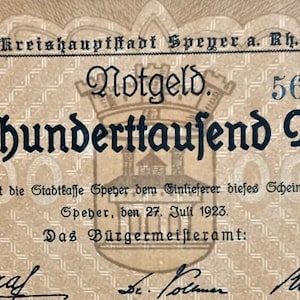 Kreishauptstadt Speyer a. Rh.
Notgeld.
56
hunderttausend
t die Stadtkasse Speyer dem Einlieferer dieses Schein
Speyer, den 27. Juli 1923.
Das Bürgermeisteramt: